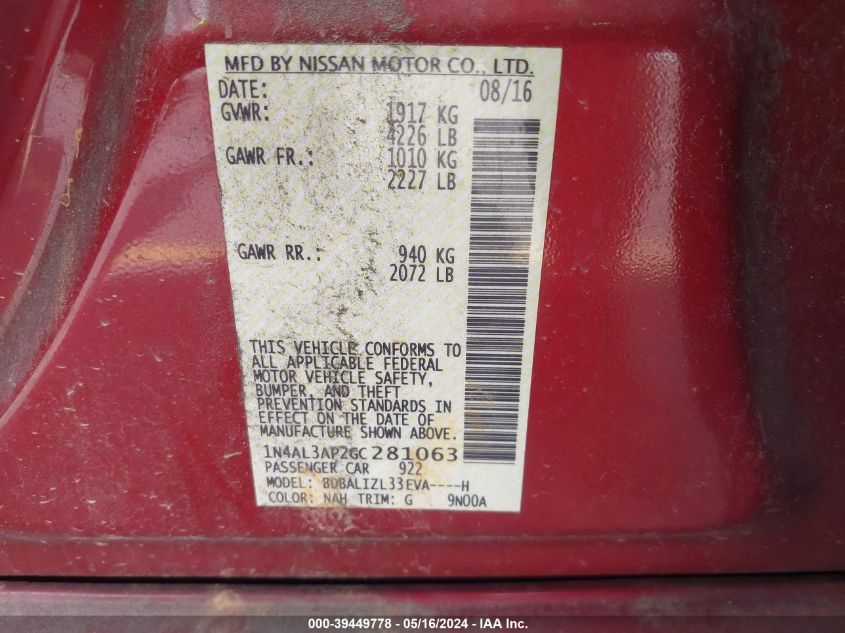 MFD BY NISSAN MOTOR CO., LTD.
DATE: 08/16
GVWR: 1917 KG
4226 LB
GAWR FR.: 1010 KG
2227 LB
GAWR RR.: 940 KG
2072 LB
THIS VEHICLE CONFORMS TO
ALL APPLICABLE FEDERAL
MOTOR VEHICLE SAFETY,
BUMPER, AND THEFT
PREVENTION STANDARDS IN
EFFECT ON THE DATE OF
MANUFACTURE SHOWN ABOVE.
1N4AL3AP2GC281063
PASSENGER CAR 922
MODEL: BDBALIZL33EVA----H
COLOR: NAH TRIM: G 9N00A
000-39449778 - 05/16/2024 - IAA Inc.